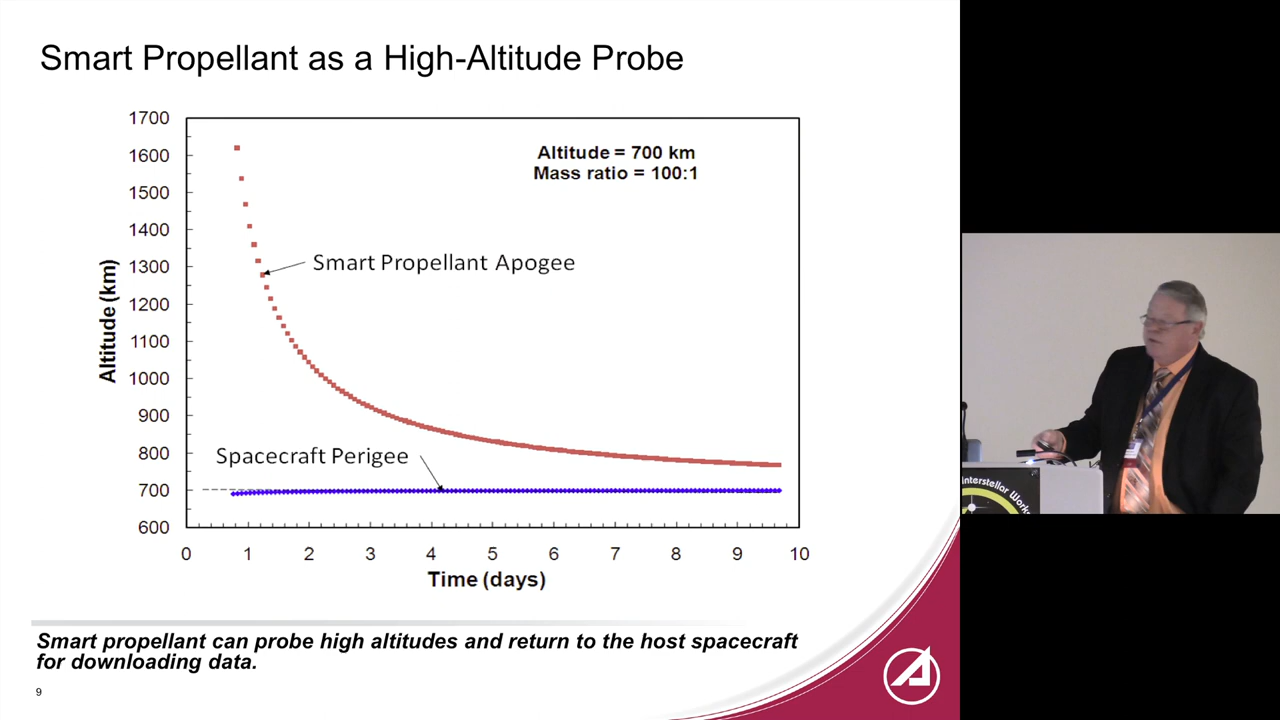 Smart Propellant as a High-Altitude Probe
1700
1600
1500
1400
1300
1200
1100
1000
900
800
700
600
Altitude (km)
Altitude = 700 km
Mass ratio = 100:1
Smart Propellant Apogee
Spacecraft Perigee
0 1 2 3 4 5 6 7 8 9 10
Time (days)
Smart propellant can probe high altitudes and return to the host spacecraft
for downloading data.
9
interstellar